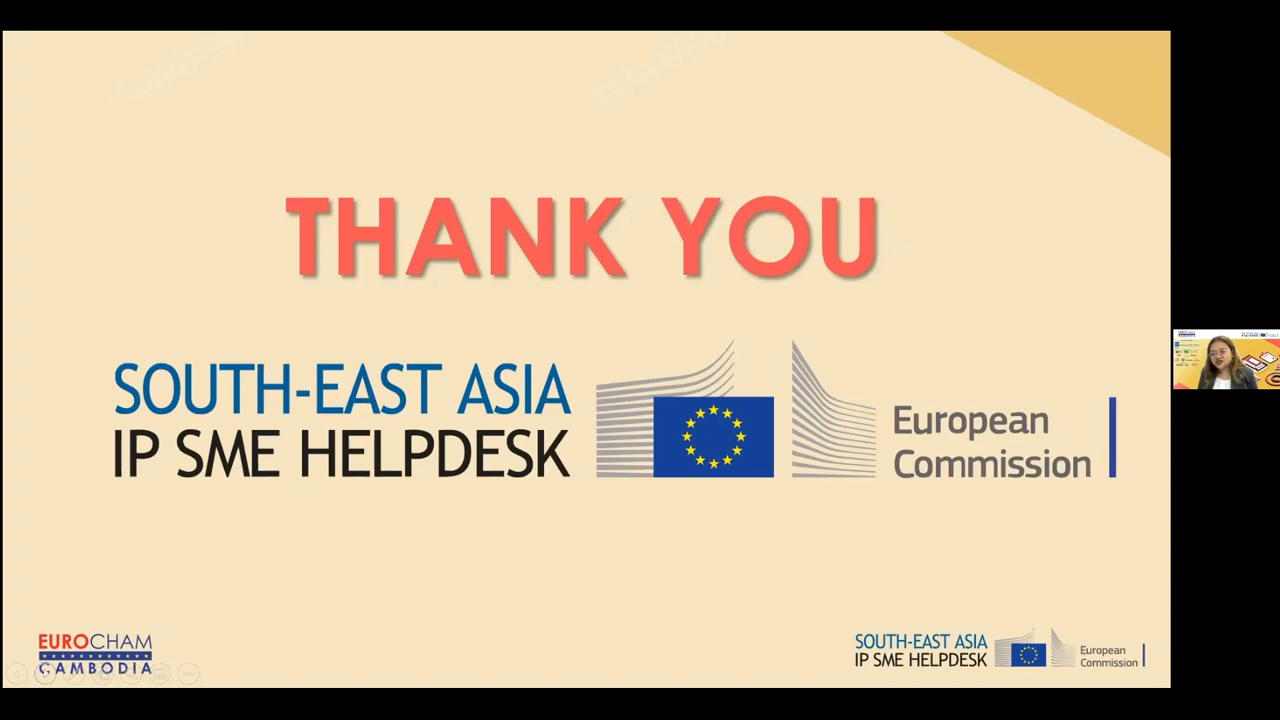 THANK YOU
SOUTH-EAST ASIA
IP SME HELPDESK
European
Commission
EUROCHAM
CAMBODIA
SOUTH-EAST ASIA
IP SME HELPDESK
European
Commission